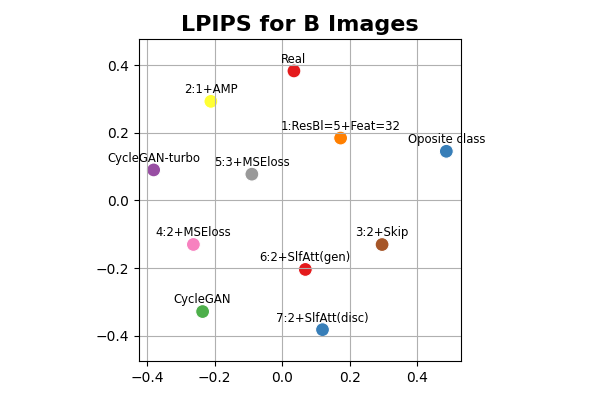 LPIPS for B Images
Real
2:1+AMP
1:ResBl=5+Feat=32
Oposite class
CycleGAN-turbo
5:3+MSEloss
4:2+MSEloss
3:2+Skip
6:2+SlfAtt(gen)
CycleGAN
7:2+SlfAtt(disc)
0.4
0.2
0.0
−0.2
−0.4
−0.4
−0.2
0.0
0.2
0.4